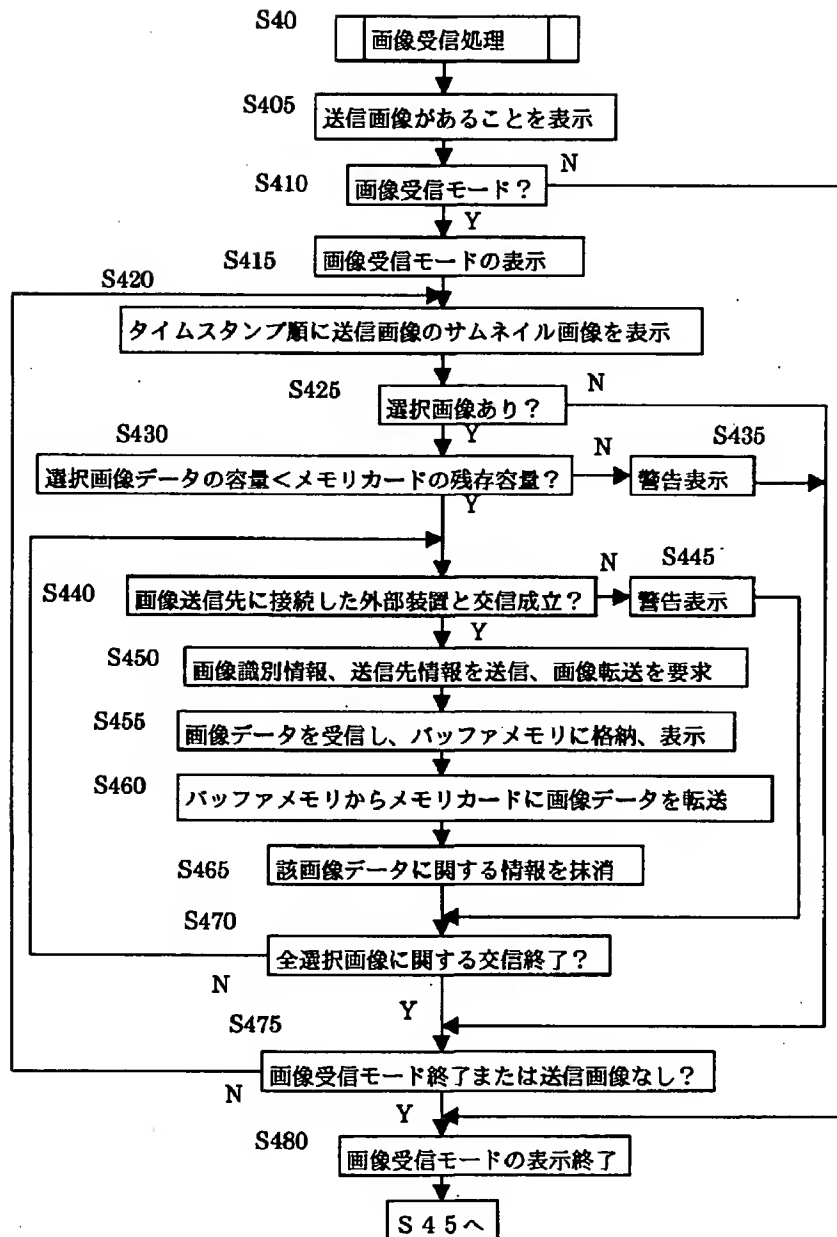 S40
画像受信処理
S405
送信画像があることを表示
N
S410
画像受信モード？
Y
S415
画像受信モードの表示
S420
タイムスタンプ順に送信画像のサムネイル画像を表示
S425
N
選択画像あり？
S430
Y
S435
選択画像データの容量＜メモリカードの残存容量？
N
警告表示
Y
S445
S440
画像送信先に接続した外部装置と交信成立？
N
警告表示
Y
S450
画像識別情報、送信先情報を送信、画像転送を要求
S455
画像データを受信し、バッファメモリに格納、表示
S460
バッファメモリからメモリカードに画像データを転送
S465
該画像データに関する情報を抹消
S470
全選択画像に関する交信終了？
N
Y
S475
画像受信モード終了または送信画像なし？
N
Y
S480
画像受信モードの表示終了
Ｓ４５へ